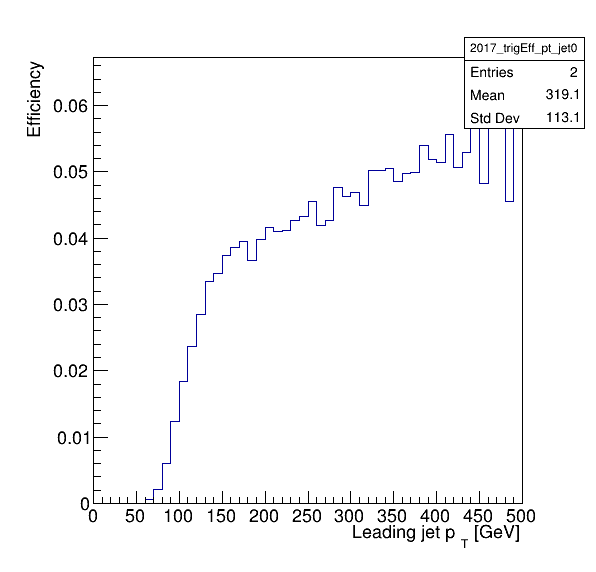 2017_trigEff_pt_jet0
Entries 2
Mean 319.1
Std Dev 113.1
Efficiency
0.06
0.05
0.04
0.03
0.02
0.01
0
0 50 100 150 200 250 300 350 400 450 500
Leading jet p T [GeV]